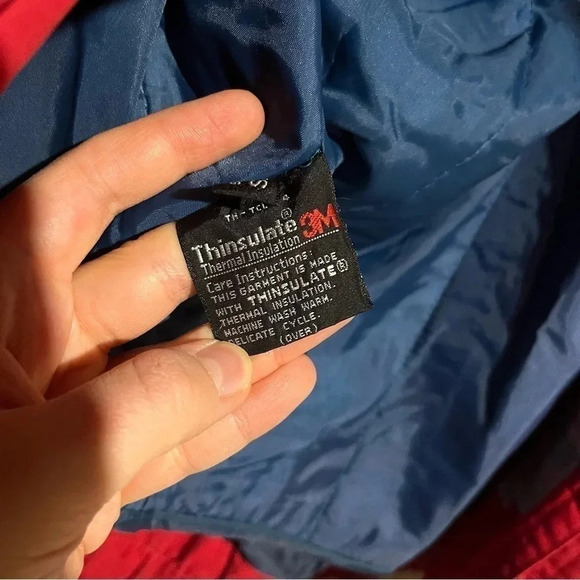 Thinsulate® 3M
Thermal Insulation
Care Instructions:
THIS GARMENT IS MADE
WITH THINSULATE®
THERMAL INSULATION.
MACHINE WASH WARM.
DELICATE CYCLE.
(OVER)